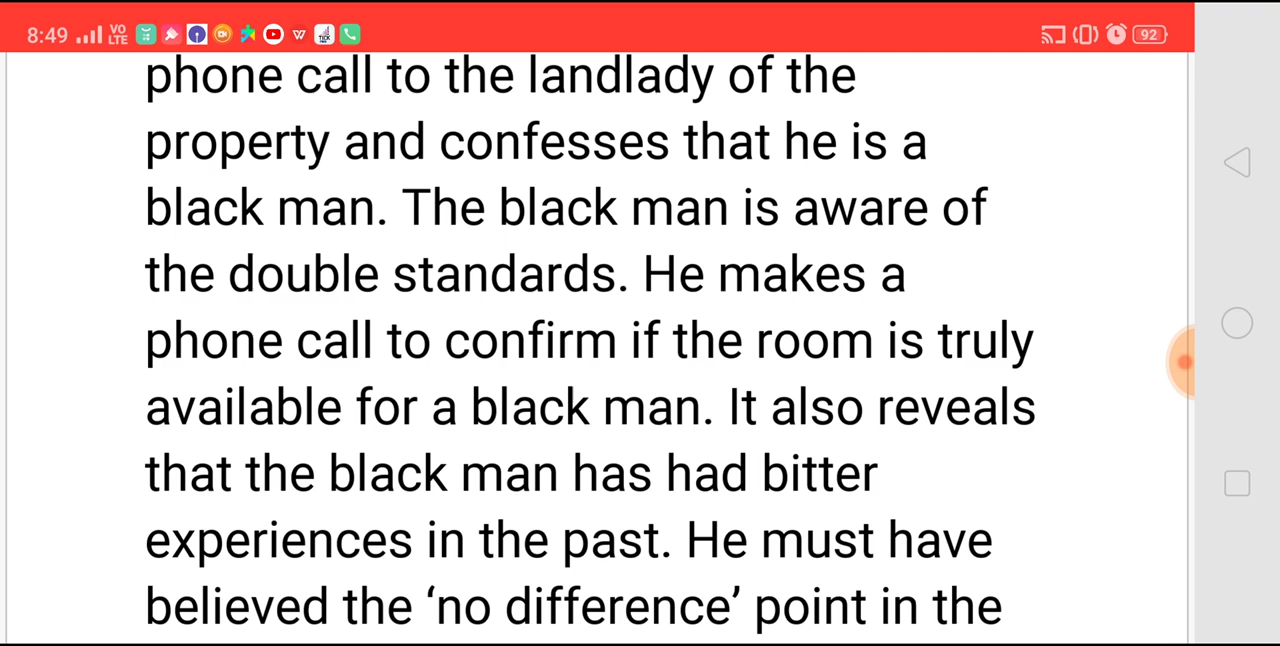 8:49 VO LTE W TICK 92
phone call to the landlady of the
property and confesses that he is a
black man. The black man is aware of
the double standards. He makes a
phone call to confirm if the room is truly
available for a black man. It also reveals
that the black man has had bitter
experiences in the past. He must have
believed the ‘no difference’ point in the